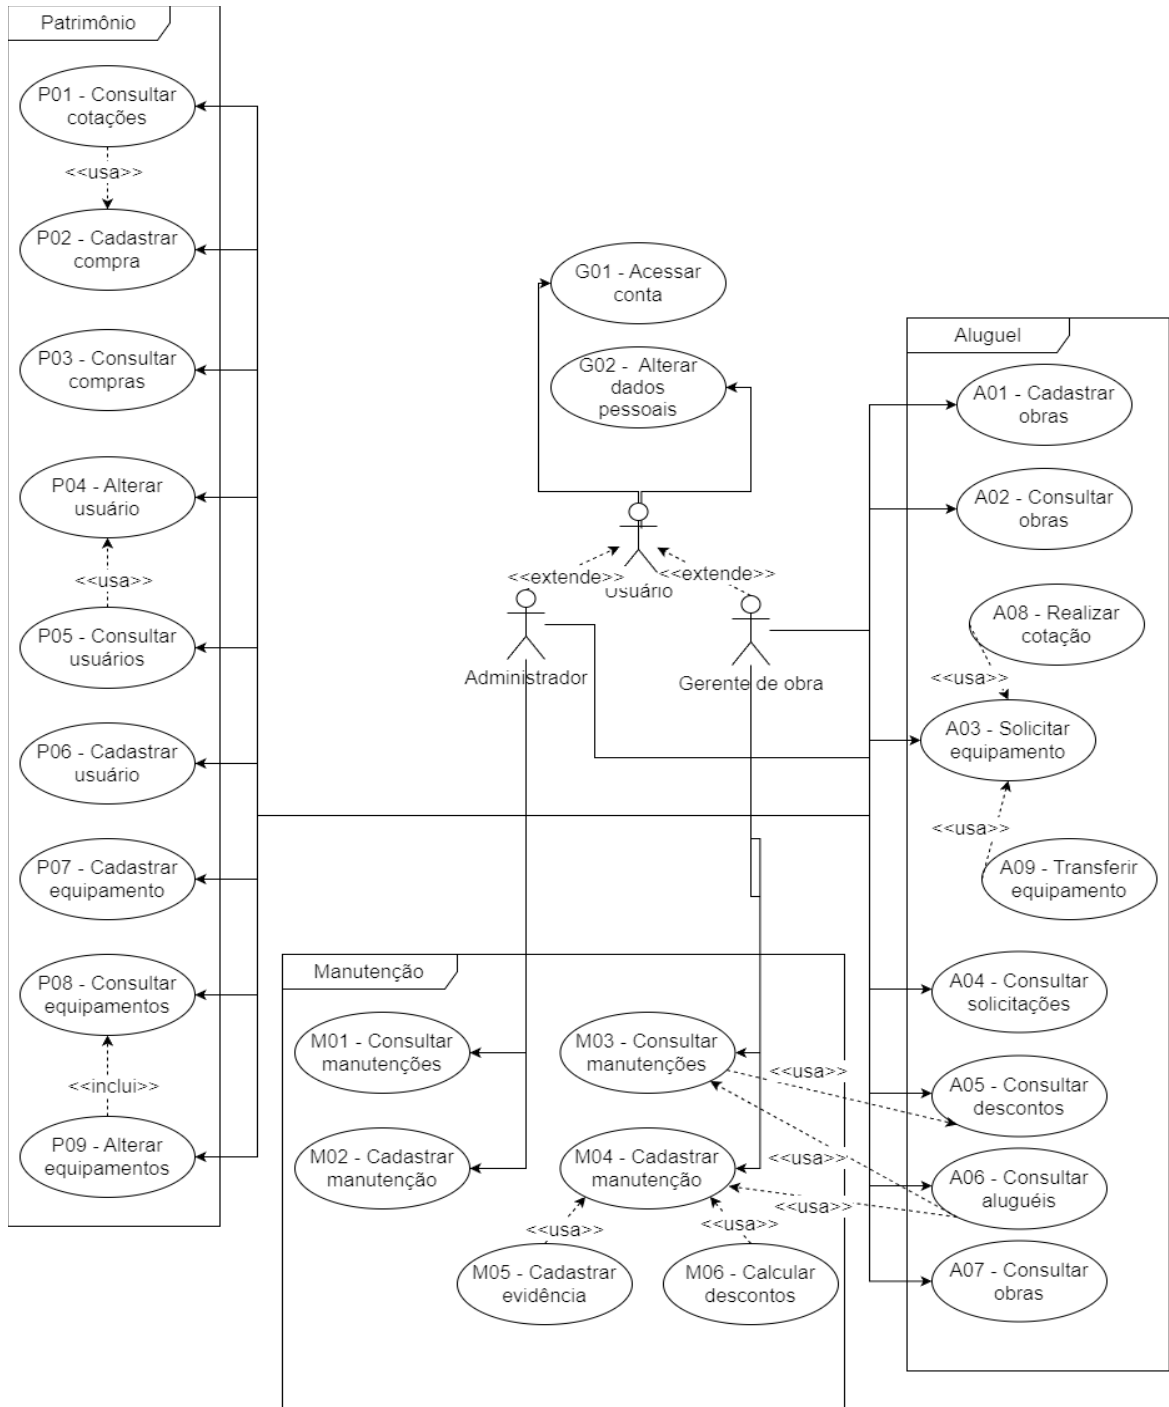 Patrimônio
P01 - Consultar
cotações
<<usa>>
P02 - Cadastrar
compra
P03 - Consultar
compras
P04 - Alterar
usuário
<<usa>>
P05 - Consultar
usuários
P06 - Cadastrar
usuário
P07 - Cadastrar
equipamento
P08 - Consultar
equipamentos
<<inclui>>
P09 - Alterar
equipamentos
G01 - Acessar
conta
G02 - Alterar
dados
pessoais
Usuário
<<extende>>
<<extende>>
Administrador
Gerente de obra
Manutenção
M01 - Consultar
manutenções
M02 - Cadastrar
manutenção
M03 - Consultar
manutenções
M04 - Cadastrar
manutenção
<<usa>>
<<usa>>
M05 - Cadastrar
evidência
M06 - Calcular
descontos
<<usa>>
<<usa>>
<<usa>>
Aluguel
A01 - Cadastrar
obras
A02 - Consultar
obras
A08 - Realizar
cotação
<<usa>>
A03 - Solicitar
equipamento
<<usa>>
A09 - Transferir
equipamento
A04 - Consultar
solicitações
A05 - Consultar
descontos
A06 - Consultar
aluguéis
A07 - Consultar
obras